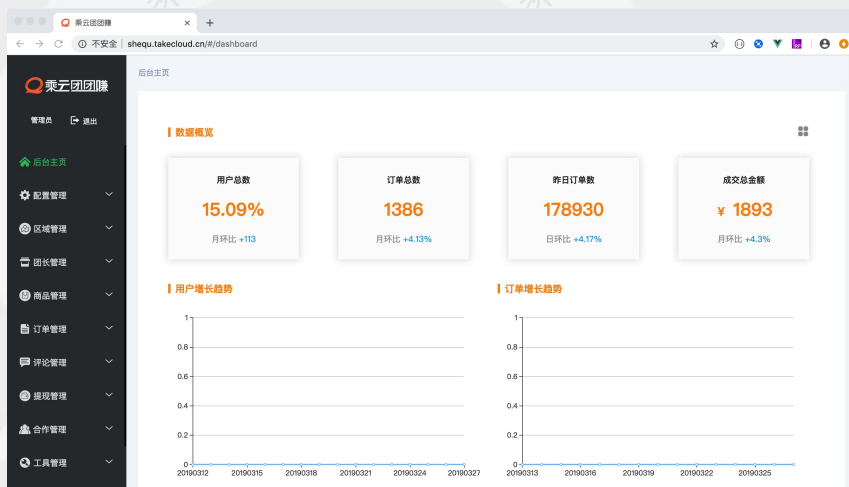 乘云团团赚
不安全 | shequ.takecloud.cn/#/dashboard
乘云团团赚
管理员 退出
后台主页
配置管理
区域管理
团长管理
商品管理
订单管理
评论管理
提现管理
合作管理
工具管理
后台主页
数据概览
用户总数 订单总数 昨日订单数 成交总金额
15.09% 1386 178930 ¥ 1893
月环比 +113 月环比 +4.13% 日环比 +4.17% 月环比 +4.3%
用户增长趋势
1
0.8
0.6
0.4
0.2
0
20190312 20190315 20190318 20190321 20190324 20190327
订单增长趋势
1
0.8
0.6
0.4
0.2
0
20190313 20190316 20190319 20190322 20190325